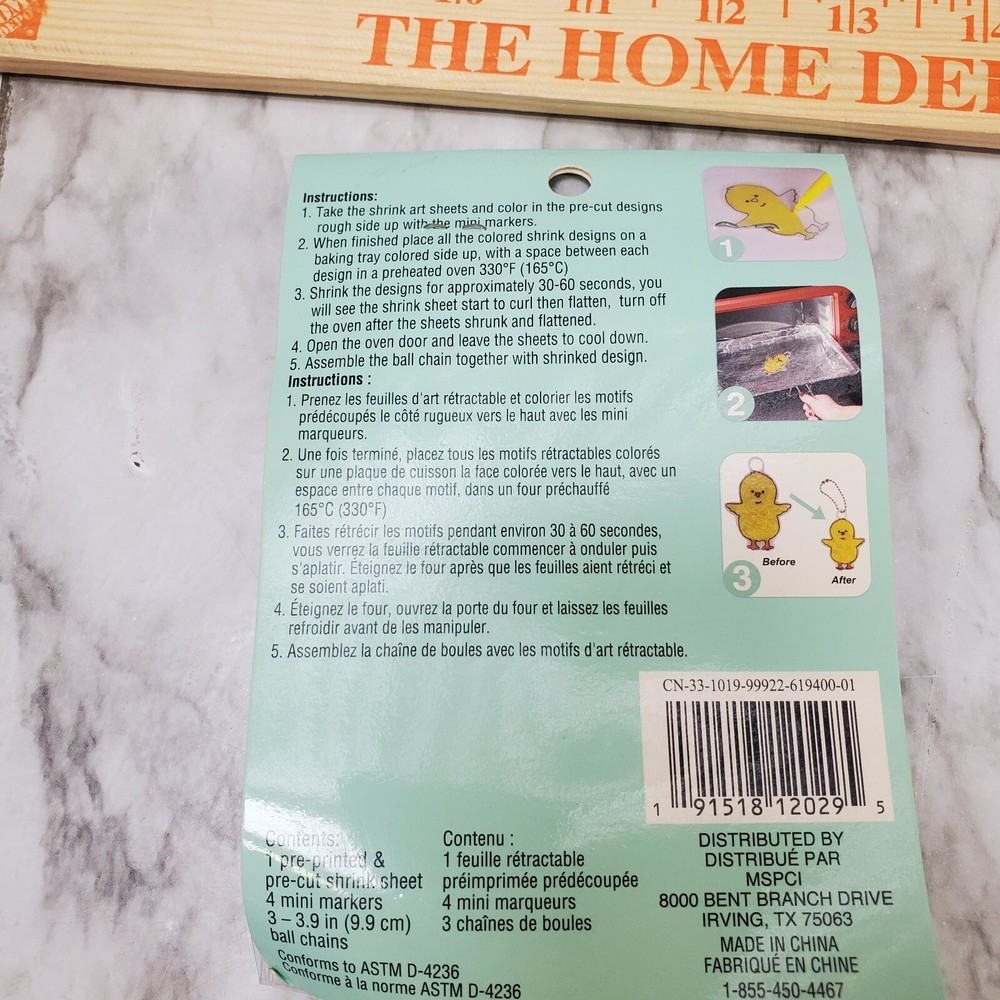 11
1|2
1|3
THE HOME DE
Instructions:
1. Take the shrink art sheets and color in the pre-cut designs
rough side up with the mini markers.
2. When finished place all the colored shrink designs on a
baking tray colored side up, with a space between each
design in a preheated oven 330°F (165°C)
3. Shrink the designs for approximately 30-60 seconds, you
will see the shrink sheet start to curl then flatten, turn off
the oven after the sheets shrunk and flattened.
4. Open the oven door and leave the sheets to cool down.
5. Assemble the ball chain together with shrinked design.
Instructions :
1. Prenez les feuilles d'art rétractable et colorier les motifs
prédécoupés le côté rugueux vers le haut avec les mini
marqueurs.
2. Une fois terminé, placez tous les motifs rétractables colorés
sur une plaque de cuisson la face colorée vers le haut, avec un
espace entre chaque motif, dans un four préchauffé
165°C (330°F)
3. Faites rétrécir les motifs pendant environ 30 à 60 secondes,
vous verrez la feuille rétractable commencer à onduler puis
s'aplatir. Éteignez le four après que les feuilles aient rétréci et
se soient aplati.
4. Éteignez le four, ouvrez la porte du four et laissez les feuilles
refroidir avant de les manipuler.
5. Assemblez la chaîne de boules avec les motifs d'art rétractable.
1
2
3
Before
After
CN-33-1019-99922-619400-01
1 91518 12029 5
Contents:
1 pre-printed &
pre-cut shrink sheet
4 mini markers
3 – 3.9 in (9.9 cm)
ball chains
Contenu :
1 feuille rétractable
préimprimée prédécoupée
4 mini marqueurs
3 chaînes de boules
Conforms to ASTM D-4236
Conforme à la norme ASTM D-4236
DISTRIBUTED BY
DISTRIBUÉ PAR
MSPCI
8000 BENT BRANCH DRIVE
IRVING, TX 75063
MADE IN CHINA
FABRIQUÉ EN CHINE
1-855-450-4467